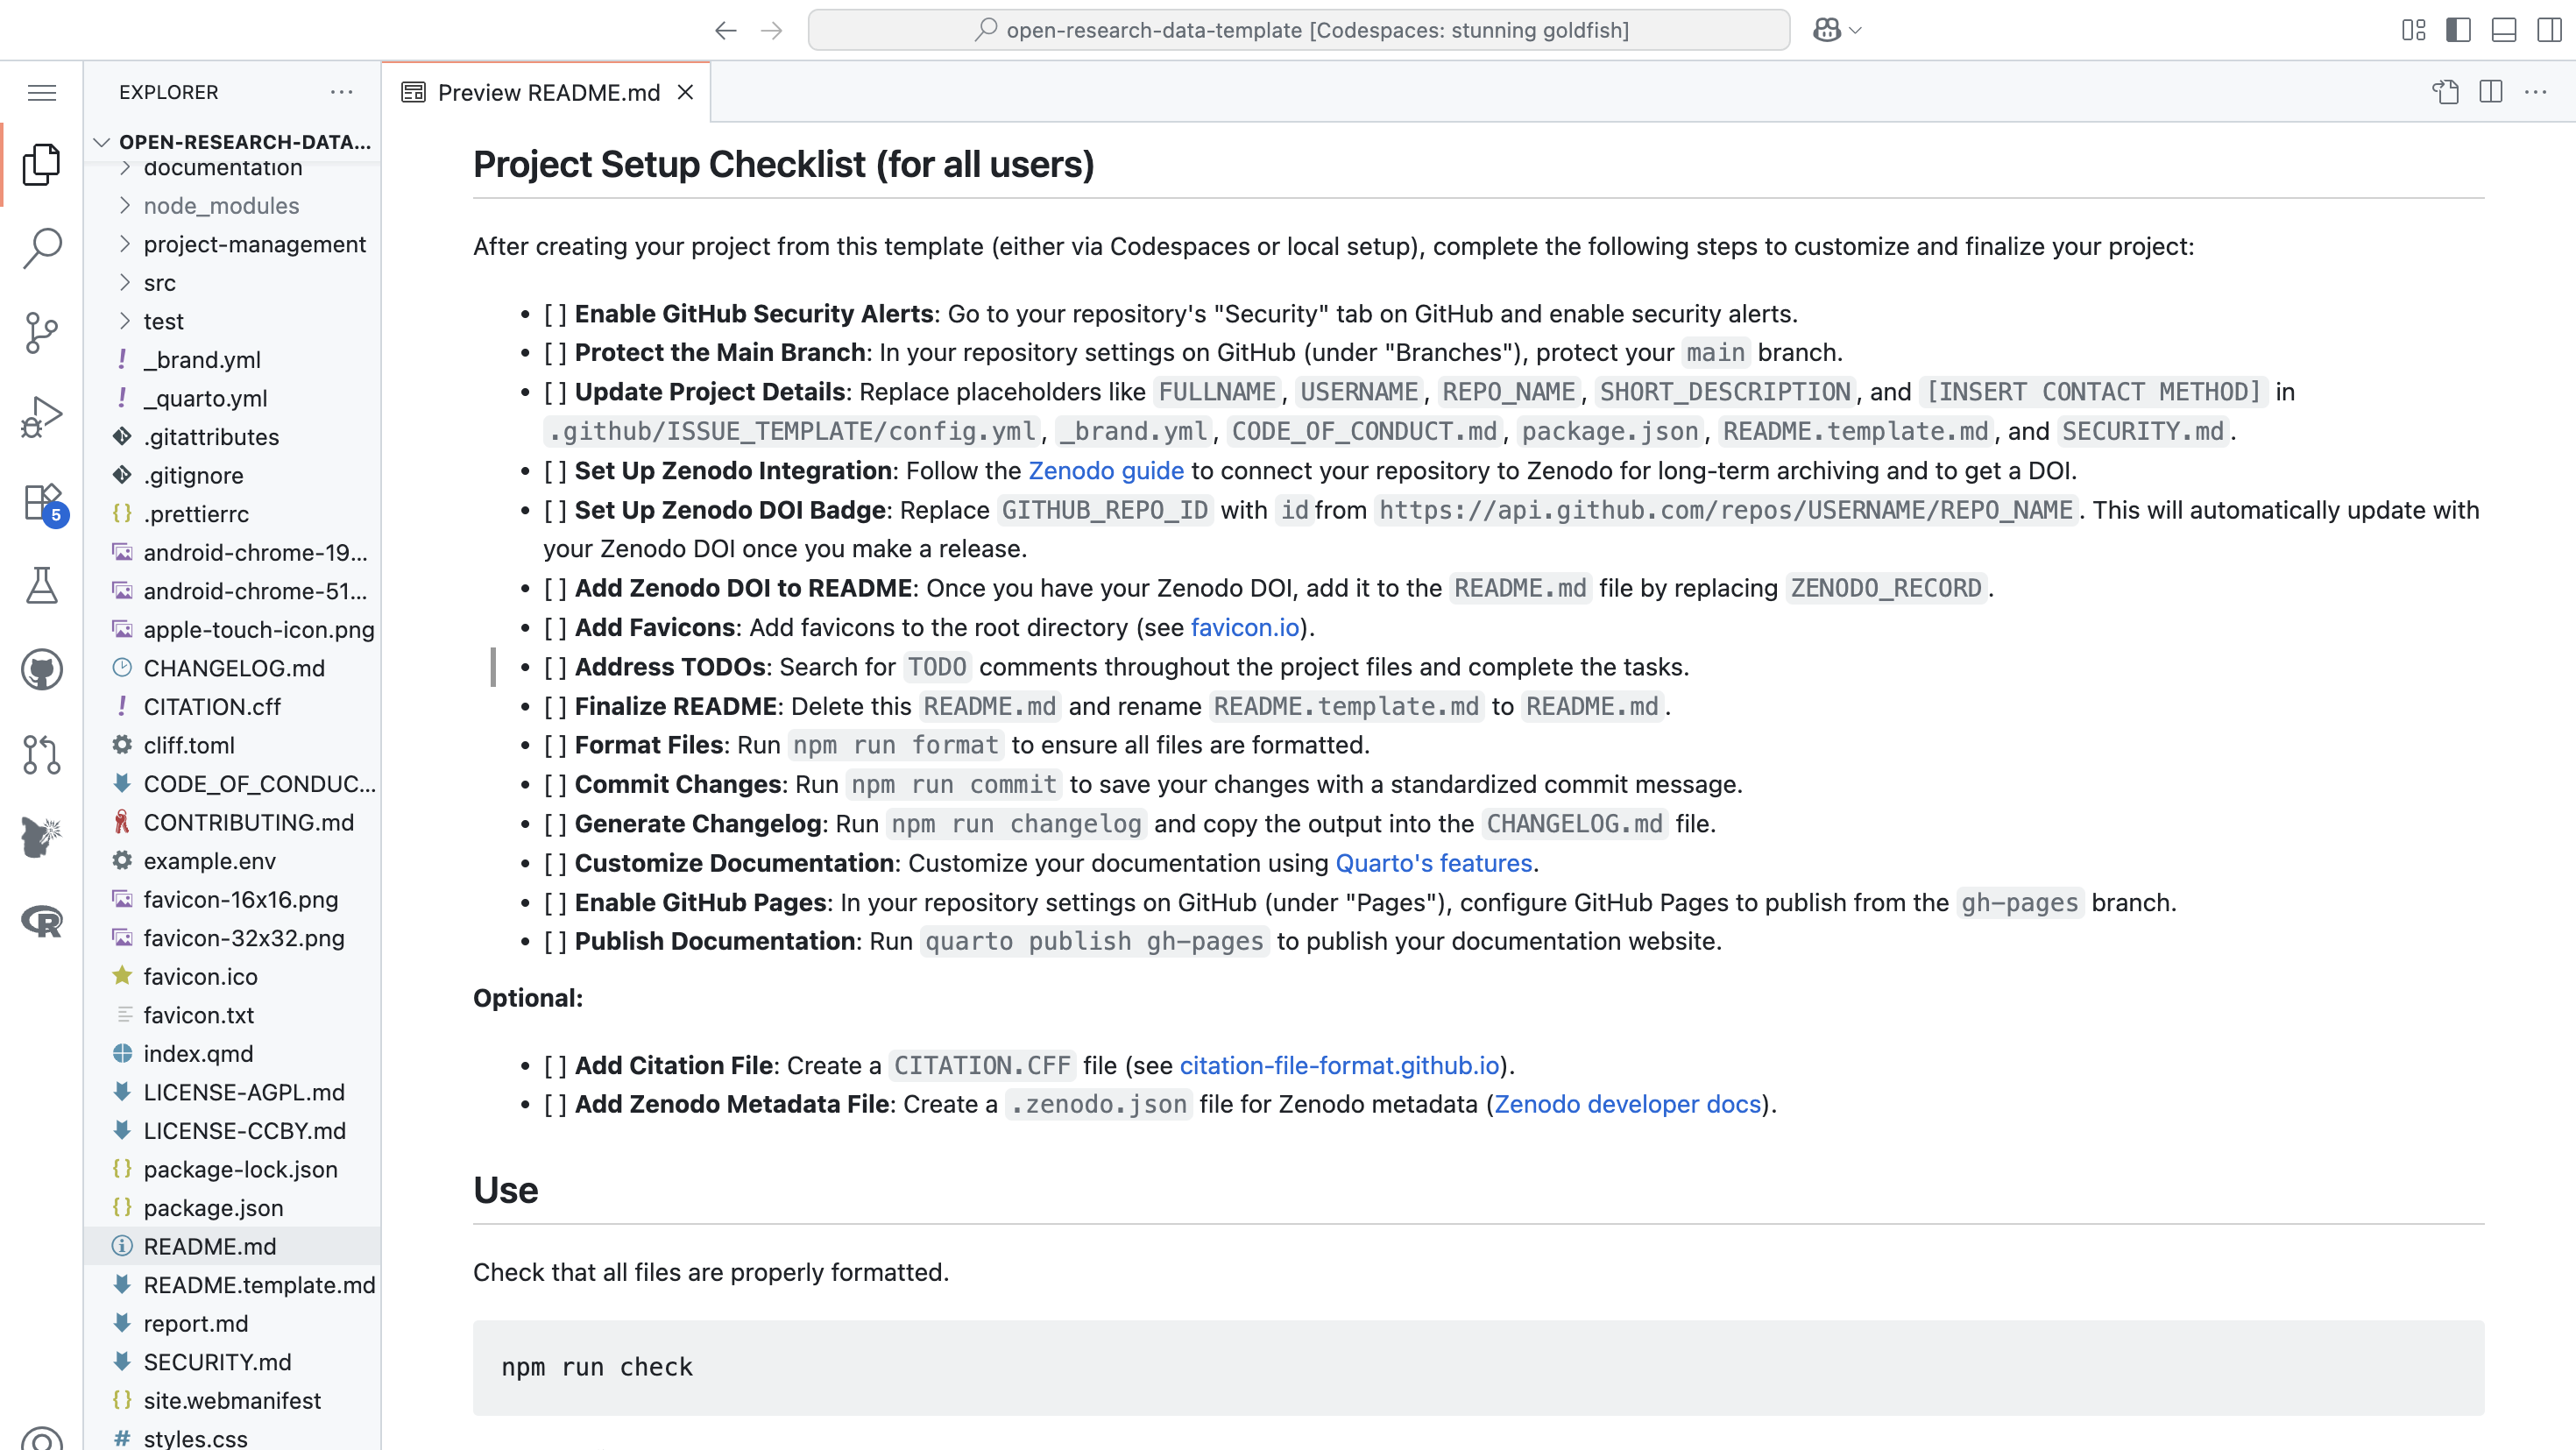 open-research-data-template [Codespaces: stunning goldfish]
EXPLORER
Preview README.md
OPEN-RESEARCH-DATA...
documentation
node_modules
project-management
src
test
_brand.yml
_quarto.yml
.gitattributes
.gitignore
.prettierrc
android-chrome-19...
android-chrome-51...
apple-touch-icon.png
CHANGELOG.md
CITATION.cff
cliff.toml
CODE_OF_CONDUC...
CONTRIBUTING.md
example.env
favicon-16x16.png
favicon-32x32.png
favicon.ico
favicon.txt
index.qmd
LICENSE-AGPL.md
LICENSE-CCBY.md
package-lock.json
package.json
README.md
README.template.md
report.md
SECURITY.md
site.webmanifest
styles.css
5
Project Setup Checklist (for all users)
After creating your project from this template (either via Codespaces or local setup), complete the following steps to customize and finalize your project:
• [ ] Enable GitHub Security Alerts: Go to your repository's "Security" tab on GitHub and enable security alerts.
• [ ] Protect the Main Branch: In your repository settings on GitHub (under "Branches"), protect your main branch.
• [ ] Update Project Details: Replace placeholders like FULLNAME, USERNAME, REPO_NAME, SHORT_DESCRIPTION, and [INSERT CONTACT METHOD] in
.github/ISSUE_TEMPLATE/config.yml, _brand.yml, CODE_OF_CONDUCT.md, package.json, README.template.md, and SECURITY.md.
• [ ] Set Up Zenodo Integration: Follow the Zenodo guide to connect your repository to Zenodo for long-term archiving and to get a DOI.
• [ ] Set Up Zenodo DOI Badge: Replace GITHUB_REPO_ID with id from https://api.github.com/repos/USERNAME/REPO_NAME. This will automatically update with
your Zenodo DOI once you make a release.
• [ ] Add Zenodo DOI to README: Once you have your Zenodo DOI, add it to the README.md file by replacing ZENODO_RECORD.
• [ ] Add Favicons: Add favicons to the root directory (see favicon.io).
• [ ] Address TODOs: Search for TODO comments throughout the project files and complete the tasks.
• [ ] Finalize README: Delete this README.md and rename README.template.md to README.md.
• [ ] Format Files: Run npm run format to ensure all files are formatted.
• [ ] Commit Changes: Run npm run commit to save your changes with a standardized commit message.
• [ ] Generate Changelog: Run npm run changelog and copy the output into the CHANGELOG.md file.
• [ ] Customize Documentation: Customize your documentation using Quarto's features.
• [ ] Enable GitHub Pages: In your repository settings on GitHub (under "Pages"), configure GitHub Pages to publish from the gh-pages branch.
• [ ] Publish Documentation: Run quarto publish gh-pages to publish your documentation website.
Optional:
• [ ] Add Citation File: Create a CITATION.CFF file (see citation-file-format.github.io).
• [ ] Add Zenodo Metadata File: Create a .zenodo.json file for Zenodo metadata (Zenodo developer docs).
Use
Check that all files are properly formatted.
npm run check